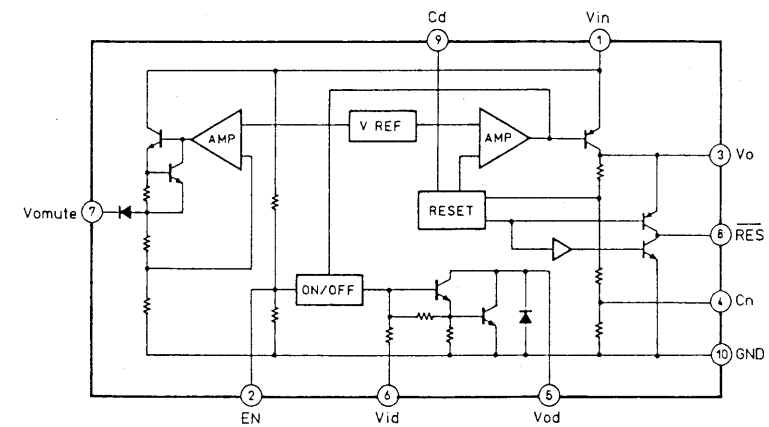 Cd
Vin
9
1
AMP
V REF
AMP
3 Vo
Vomute 7
RESET
8 RES
ON/OFF
4 Cn
10 GND
2
6
5
EN
Vid
Vod